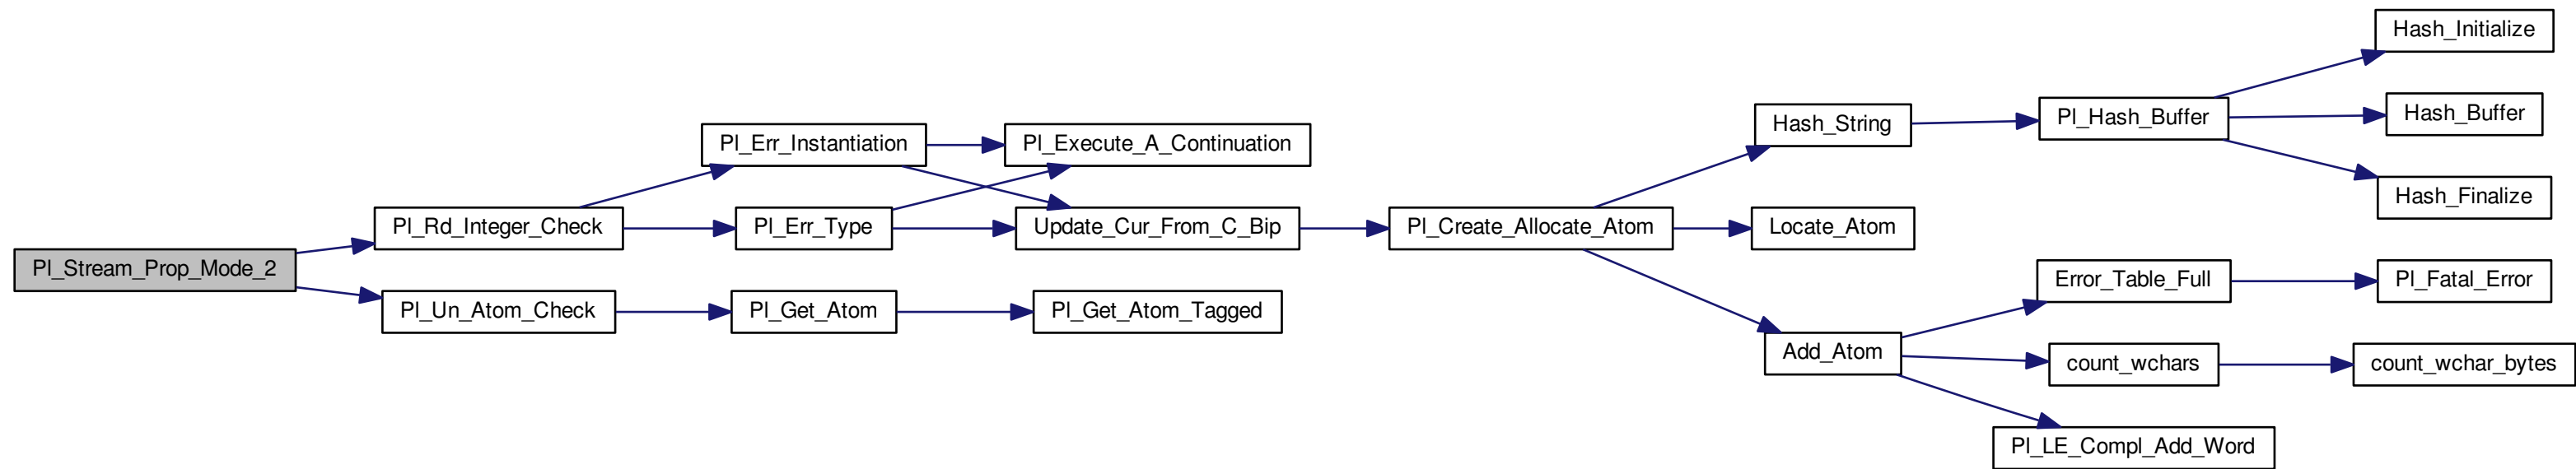 Pl_Stream_Prop_Mode_2
Pl_Rd_Integer_Check
Pl_Un_Atom_Check
Pl_Err_Instantiation
Pl_Err_Type
Pl_Get_Atom
Pl_Execute_A_Continuation
Update_Cur_From_C_Bip
Pl_Get_Atom_Tagged
Pl_Create_Allocate_Atom
Hash_String
Locate_Atom
Add_Atom
Pl_Hash_Buffer
Error_Table_Full
count_wchars
Pl_LE_Compl_Add_Word
Hash_Initialize
Hash_Buffer
Hash_Finalize
Pl_Fatal_Error
count_wchar_bytes